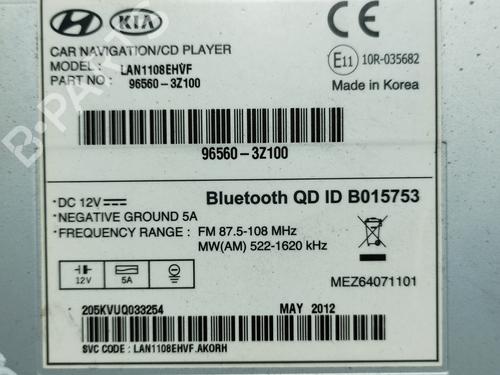 KIA
CAR NAVIGATION/CD PLAYER
MODEL : LAN1108EHVF
PART NO : 96560-3Z100
E11 10R-035682
Made in Korea
96560-3Z100
DC 12V
Bluetooth QD ID B015753
NEGATIVE GROUND 5A
FREQUENCY RANGE : FM 87.5-108 MHz
MW(AM) 522-1620 kHz
12V 5A
MEZ64071101
205KVUQ033254 MAY 2012
SVC CODE : LAN1108EHVF.AKORH
B-PARTS